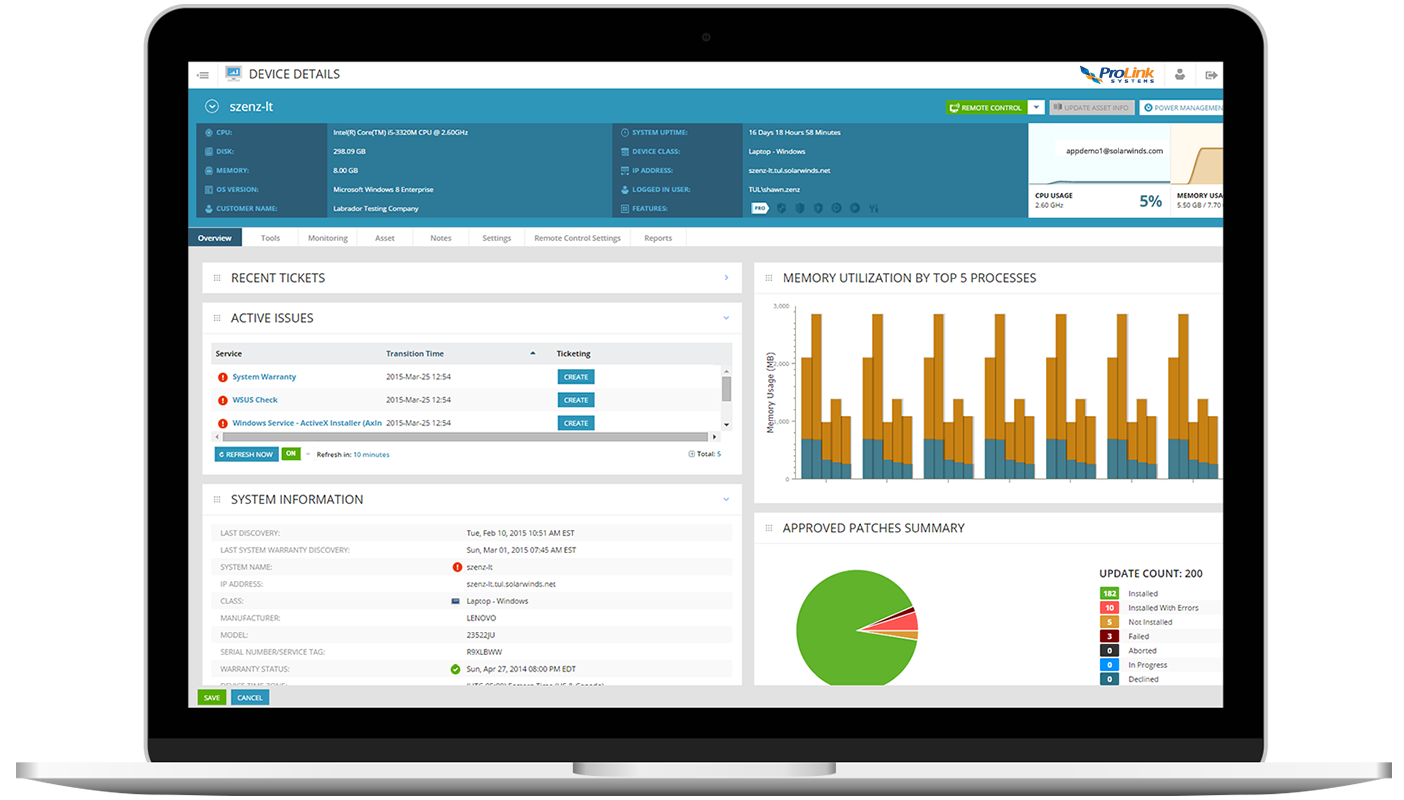 DEVICE DETAILS
ProLink
SYSTEMS
szenz-lt
REMOTE CONTROL
UPDATE ASSET INFO
POWER MANAGEMEN
CPU: Intel(R) Core(TM) i5-3320M CPU @ 2.60GHz
DISK: 298.09 GB
MEMORY: 8.00 GB
OS VERSION: Microsoft Windows 8 Enterprise
CUSTOMER NAME: Labrador Testing Company
SYSTEM UPTIME: 16 Days 18 Hours 58 Minutes
DEVICE CLASS: Laptop - Windows
IP ADDRESS: szenz-lt.tul.solarwinds.net
LOGGED IN USER: TUL\shawn.zenz
FEATURES: PRO
appdemo1@solarwinds.com
CPU USAGE
2.60 GHz
5%
MEMORY USA
5.50 GB / 7.70
Overview Tools Monitoring Asset Notes Settings Remote Control Settings Reports
RECENT TICKETS
ACTIVE ISSUES
Service Transition Time Ticketing
System Warranty 2015-Mar-25 12:54 CREATE
WSUS Check 2015-Mar-25 12:54 CREATE
Windows Service - ActiveX Installer (AxIn 2015-Mar-25 12:54 CREATE
REFRESH NOW ON Refresh in: 10 minutes Total: 5
SYSTEM INFORMATION
LAST DISCOVERY: Tue, Feb 10, 2015 10:51 AM EST
LAST SYSTEM WARRANTY DISCOVERY: Sun, Mar 01, 2015 07:45 AM EST
SYSTEM NAME: szenz-lt
IP ADDRESS: szenz-lt.tul.solarwinds.net
CLASS: Laptop - Windows
MANUFACTURER: LENOVO
MODEL: 23522JU
SERIAL NUMBER/SERVICE TAG: R9XLBWW
WARRANTY STATUS: Sun, Apr 27, 2014 08:00 PM EDT
SAVE CANCEL
MEMORY UTILIZATION BY TOP 5 PROCESSES
Memory Usage (MB)
3,000
2,000
1,000
0
APPROVED PATCHES SUMMARY
UPDATE COUNT: 200
182 Installed
10 Installed With Errors
5 Not Installed
3 Failed
0 Aborted
0 In Progress
0 Declined